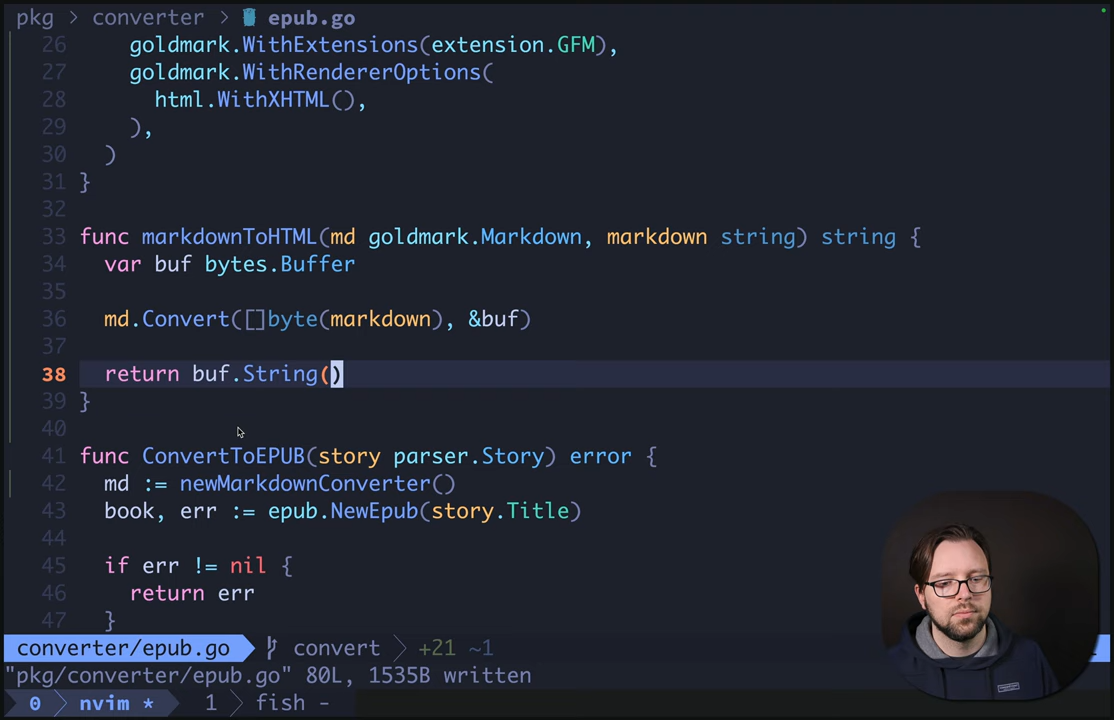 pkg > converter > epub.go
26 goldmark.WithExtensions(extension.GFM),
27 goldmark.WithRendererOptions(
28 html.WithXHTML(),
29 ),
30 )
31 }
32
33 func markdownToHTML(md goldmark.Markdown, markdown string) string {
34 var buf bytes.Buffer
35
36 md.Convert([]byte(markdown), &buf)
37
38 return buf.String()
39 }
40
41 func ConvertToEPUB(story parser.Story) error {
42 md := newMarkdownConverter()
43 book, err := epub.NewEpub(story.Title)
44
45 if err != nil {
46 return err
47 }
converter/epub.go convert +21 ~1
"pkg/converter/epub.go" 80L, 1535B written
0 nvim * 1 fish -